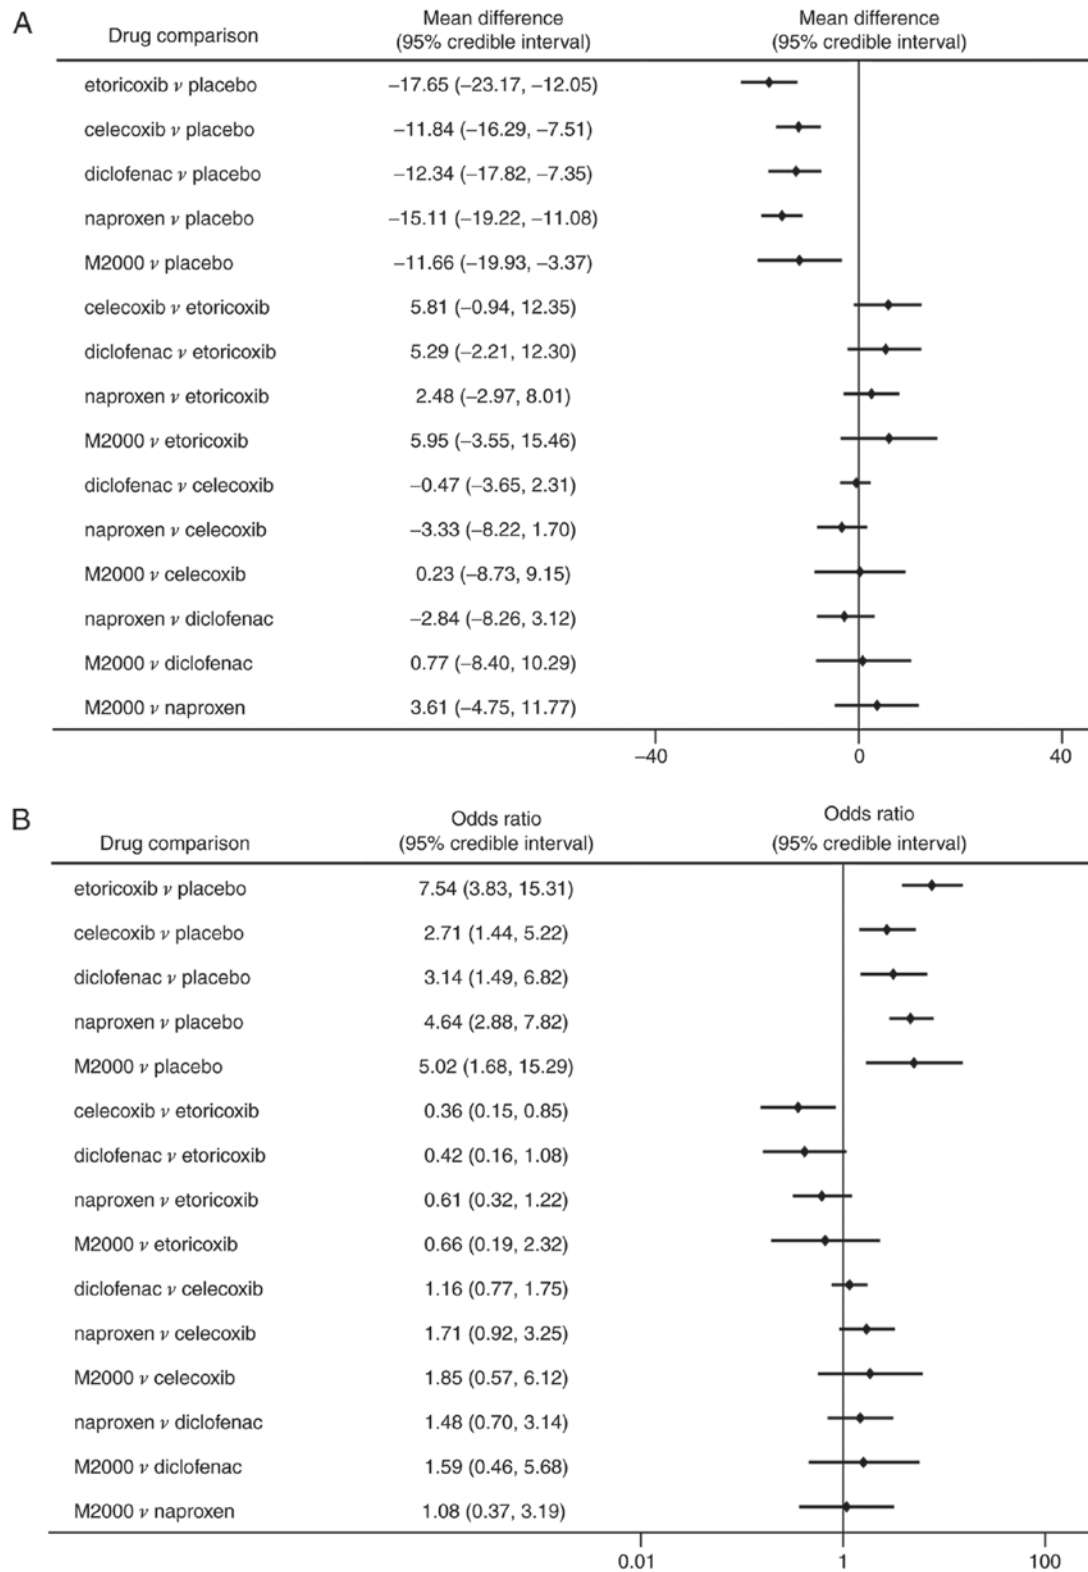 A
Drug comparison
Mean difference
(95% credible interval)
Mean difference
(95% credible interval)
etoricoxib ν placebo −17.65 (−23.17, −12.05)
celecoxib ν placebo −11.84 (−16.29, −7.51)
diclofenac ν placebo −12.34 (−17.82, −7.35)
naproxen ν placebo −15.11 (−19.22, −11.08)
M2000 ν placebo −11.66 (−19.93, −3.37)
celecoxib ν etoricoxib 5.81 (−0.94, 12.35)
diclofenac ν etoricoxib 5.29 (−2.21, 12.30)
naproxen ν etoricoxib 2.48 (−2.97, 8.01)
M2000 ν etoricoxib 5.95 (−3.55, 15.46)
diclofenac ν celecoxib −0.47 (−3.65, 2.31)
naproxen ν celecoxib −3.33 (−8.22, 1.70)
M2000 ν celecoxib 0.23 (−8.73, 9.15)
naproxen ν diclofenac −2.84 (−8.26, 3.12)
M2000 ν diclofenac 0.77 (−8.40, 10.29)
M2000 ν naproxen 3.61 (−4.75, 11.77)
−40 0 40
B
Drug comparison
Odds ratio
(95% credible interval)
Odds ratio
(95% credible interval)
etoricoxib ν placebo 7.54 (3.83, 15.31)
celecoxib ν placebo 2.71 (1.44, 5.22)
diclofenac ν placebo 3.14 (1.49, 6.82)
naproxen ν placebo 4.64 (2.88, 7.82)
M2000 ν placebo 5.02 (1.68, 15.29)
celecoxib ν etoricoxib 0.36 (0.15, 0.85)
diclofenac ν etoricoxib 0.42 (0.16, 1.08)
naproxen ν etoricoxib 0.61 (0.32, 1.22)
M2000 ν etoricoxib 0.66 (0.19, 2.32)
diclofenac ν celecoxib 1.16 (0.77, 1.75)
naproxen ν celecoxib 1.71 (0.92, 3.25)
M2000 ν celecoxib 1.85 (0.57, 6.12)
naproxen ν diclofenac 1.48 (0.70, 3.14)
M2000 ν diclofenac 1.59 (0.46, 5.68)
M2000 ν naproxen 1.08 (0.37, 3.19)
0.01 1 100